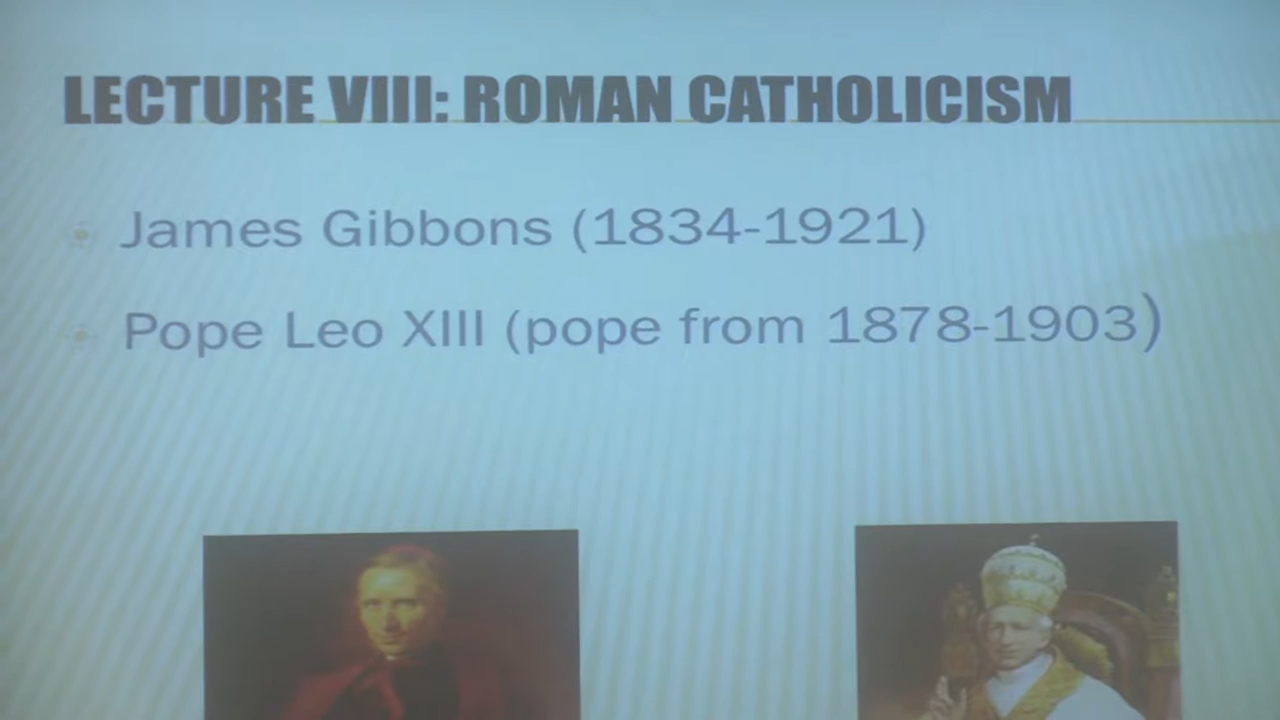 LECTURE VIII: ROMAN CATHOLICISM
James Gibbons (1834-1921)
Pope Leo XIII (pope from 1878-1903)